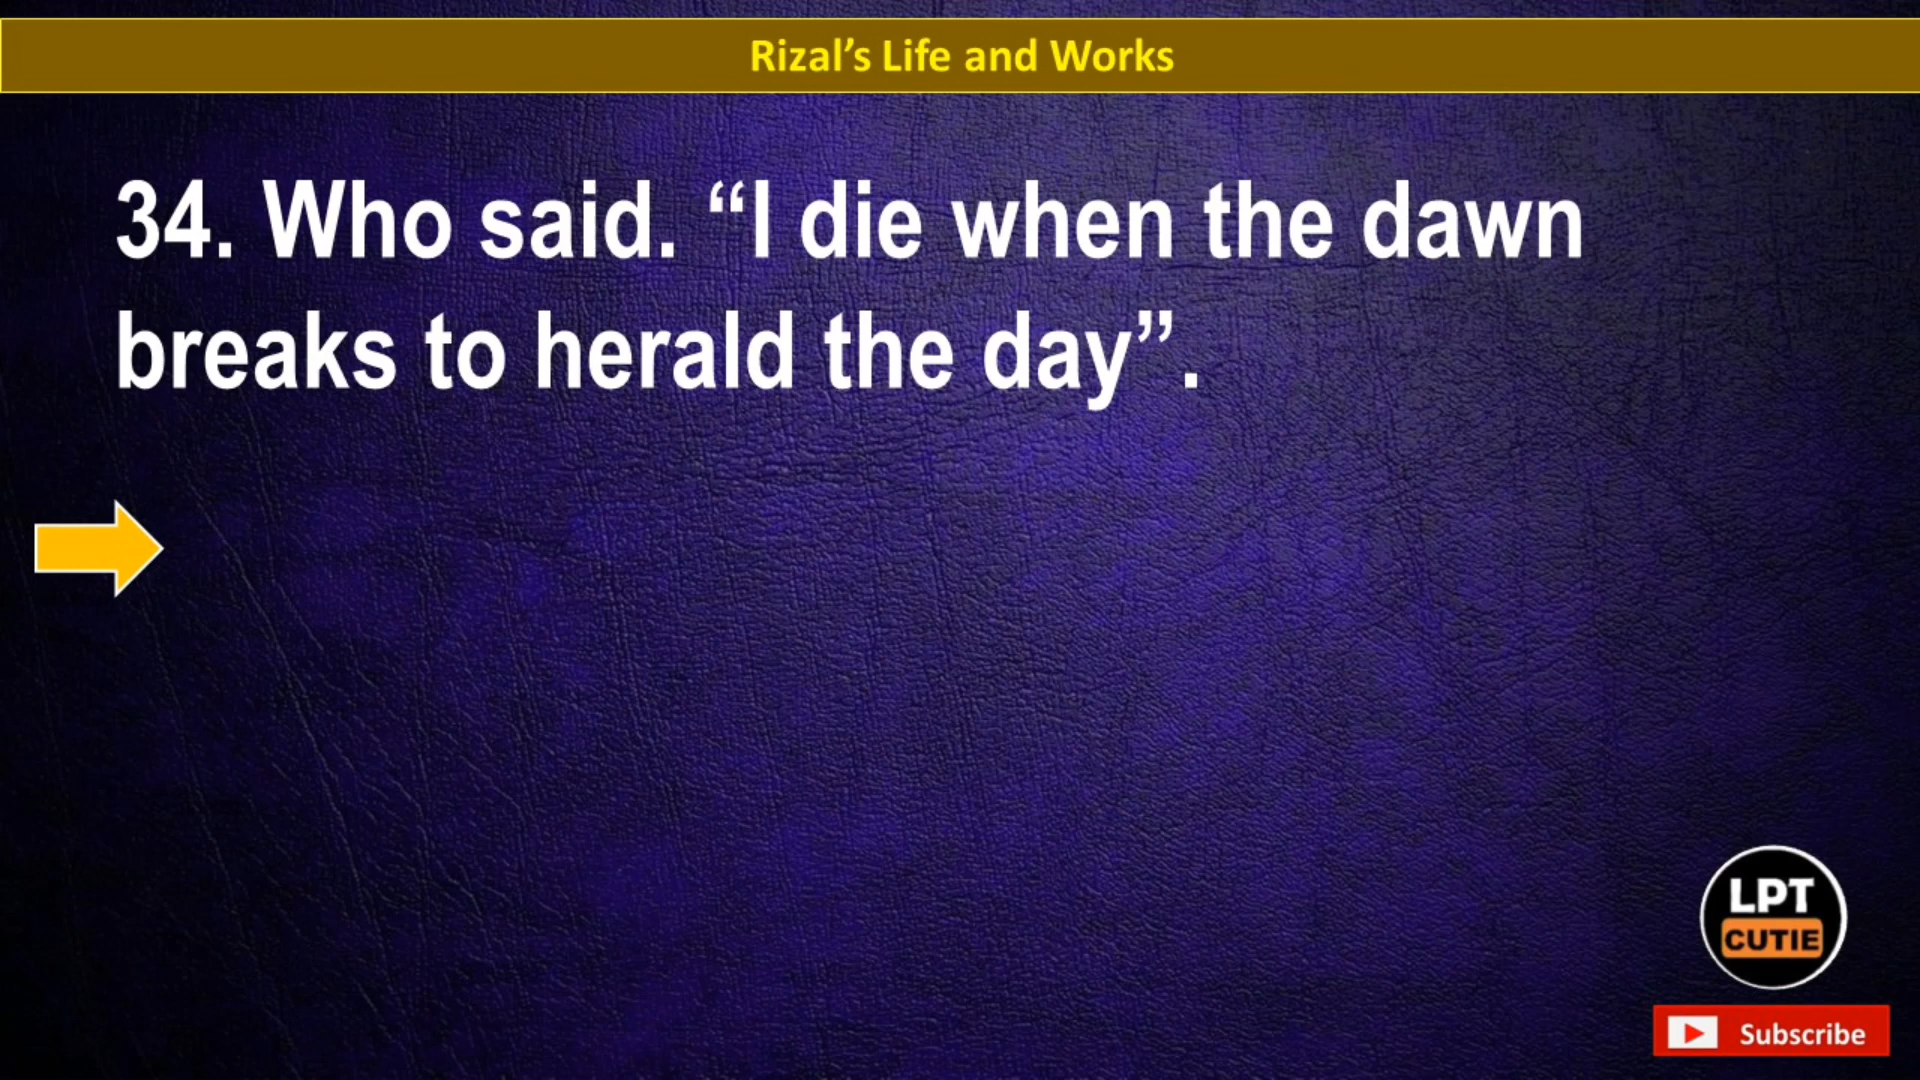 Rizal’s Life and Works
34. Who said. “I die when the dawn
breaks to herald the day”.
LPT
CUTIE
Subscribe